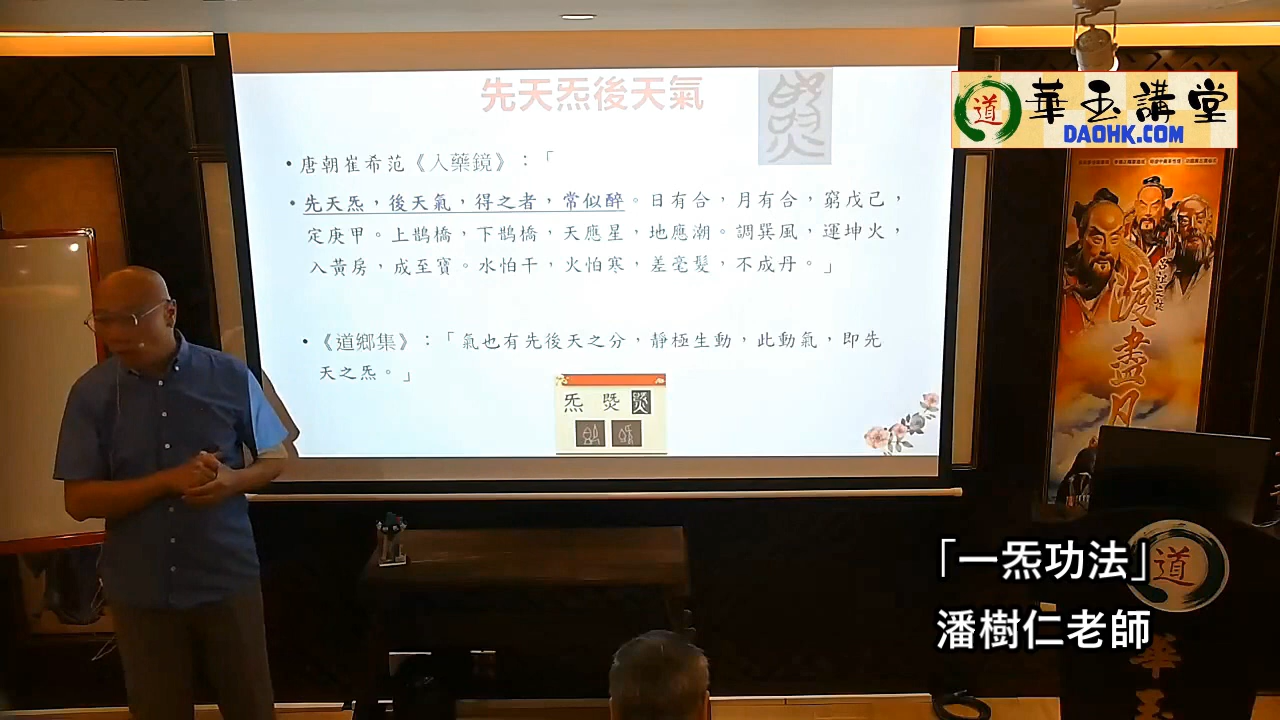 先天炁後天氣
•唐朝崔希范《入藥鏡》：「
•先天炁，後天氣，得之者，常似醉。日有合，月有合，窮戊己，
定庚甲。上鵲橋，下鵲橋，天應星，地應潮。調巽風，運坤火，
入黃房，成至寶。水怕干，火怕寒，差毫髮，不成丹。」
•《道鄉集》：「氣也有先後天之分，靜極生動，此動氣，即先
天之炁。」
炁
道 華玉講堂
DAOHK.COM
渡盡
「一炁功法」
潘樹仁老師
道
華